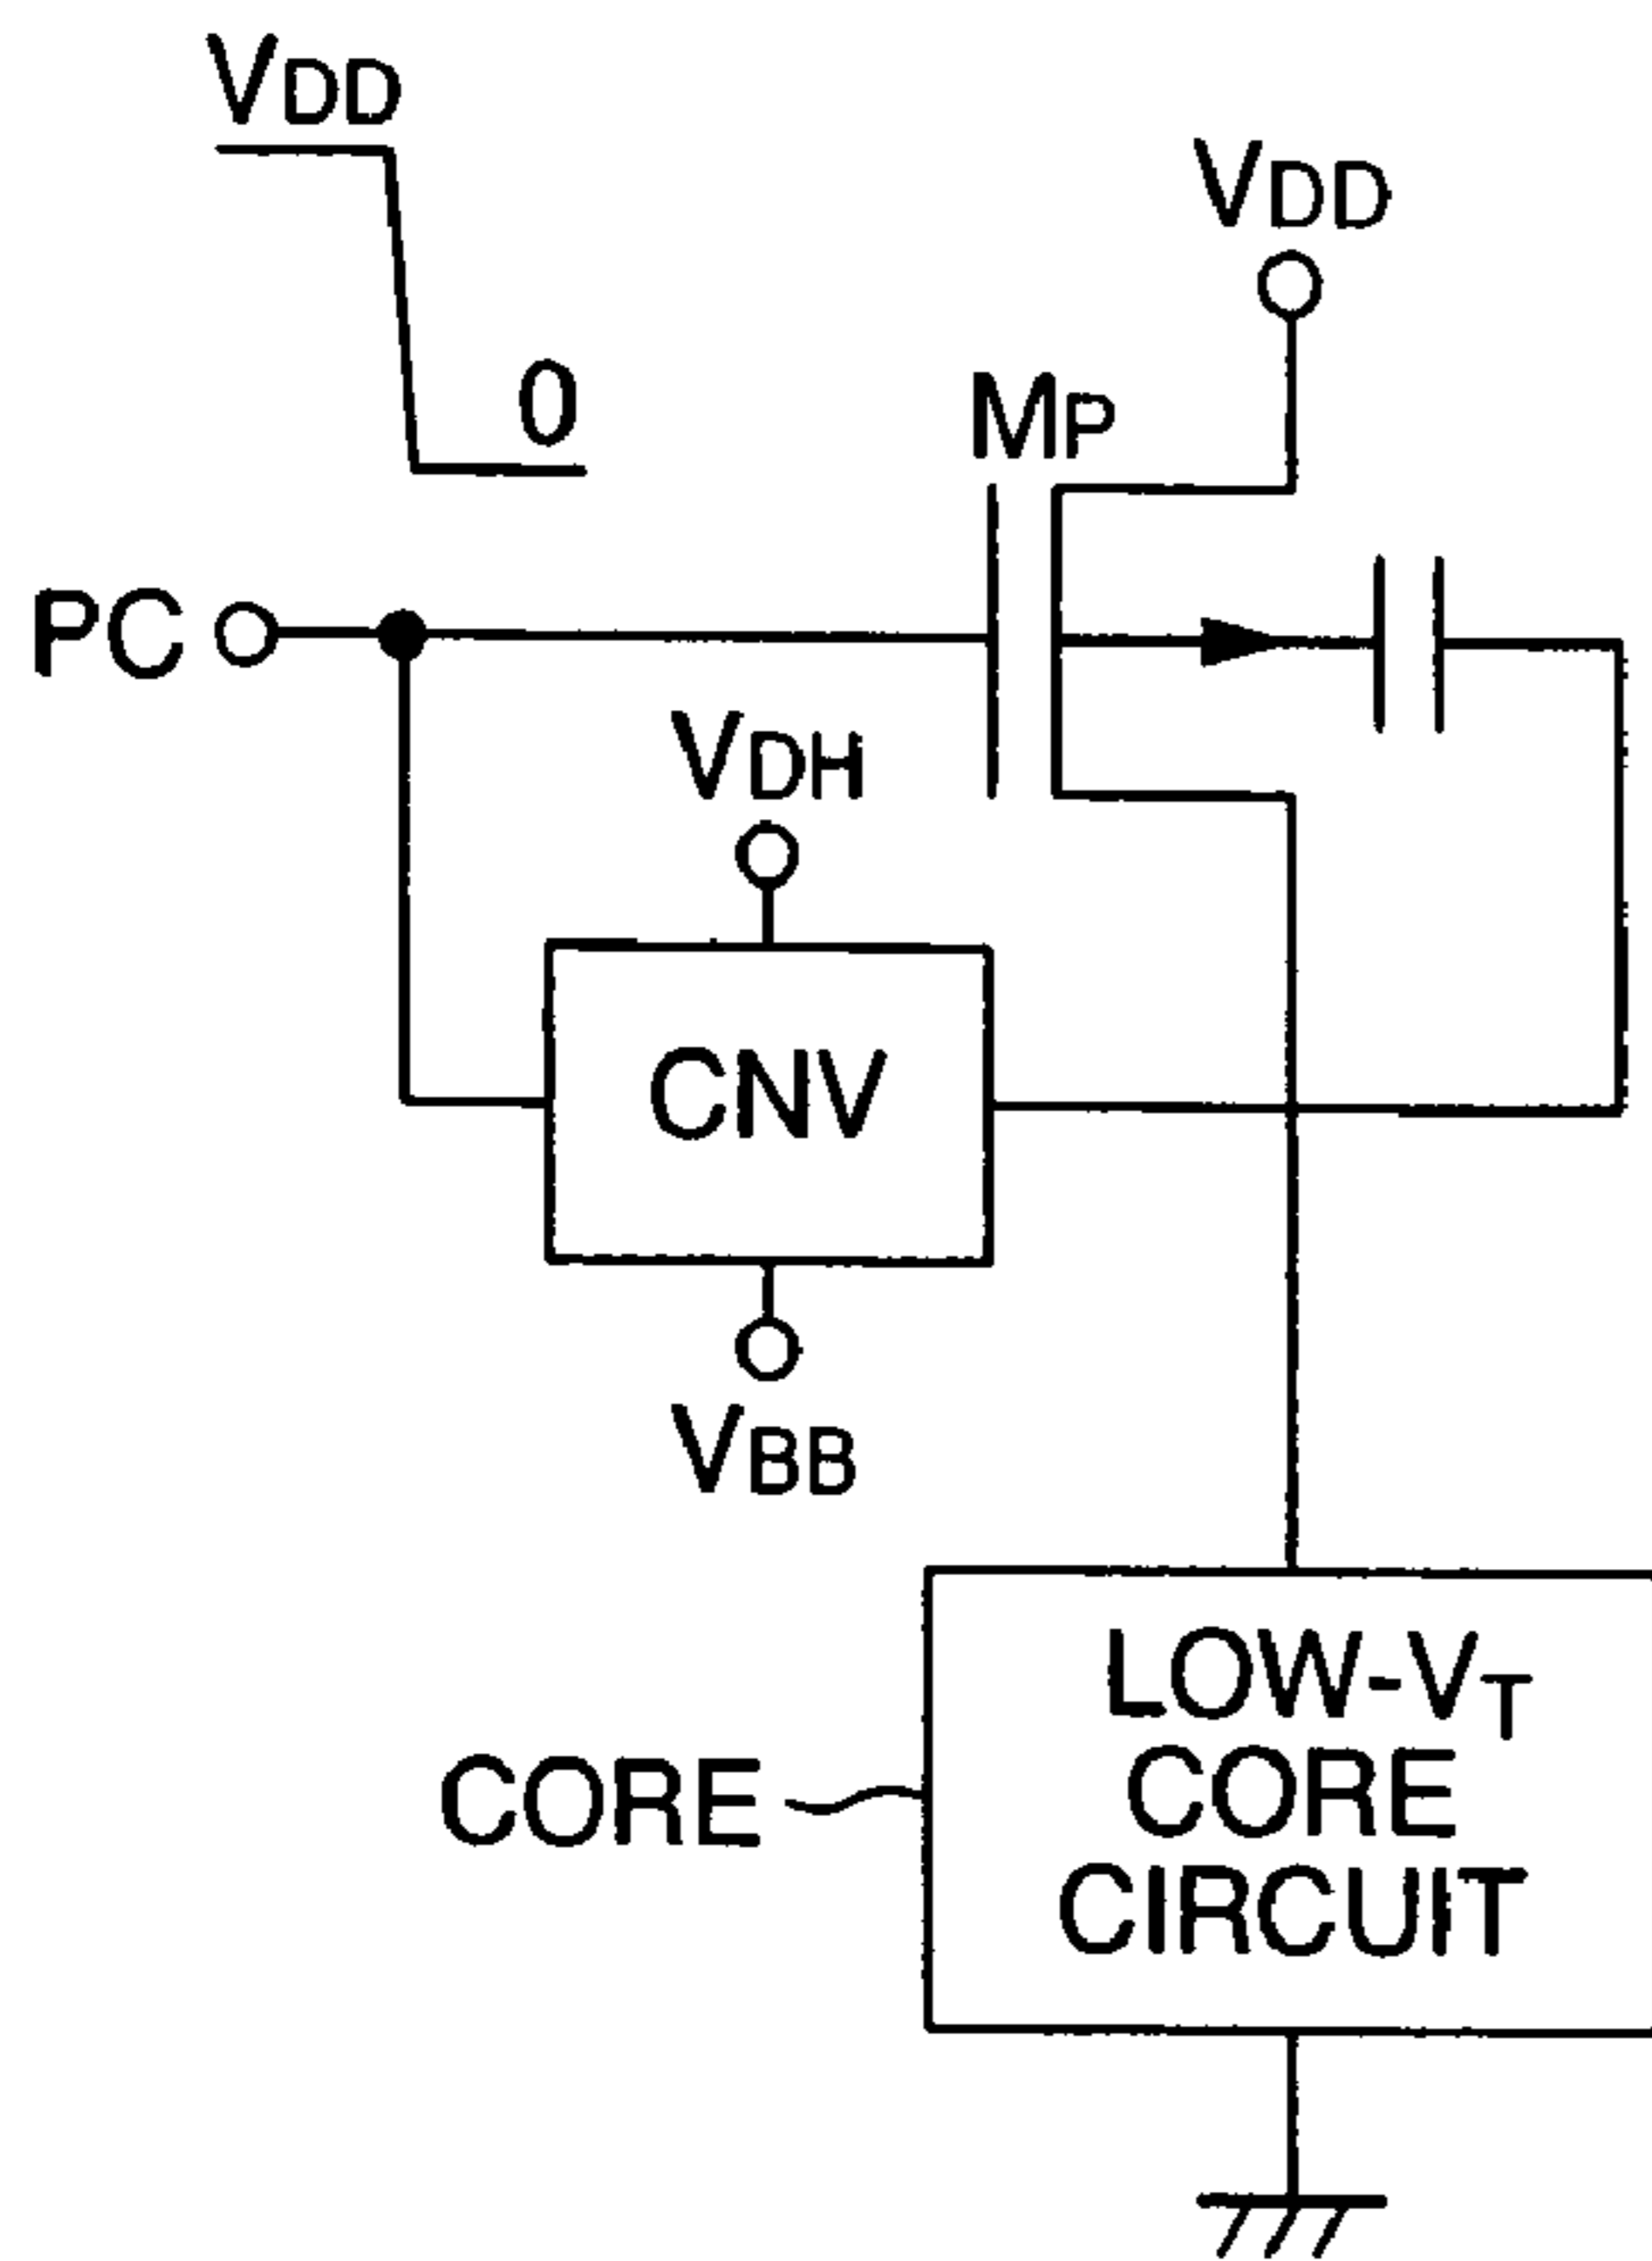 VDD
VDD
0
MP
PC
VDH
CNV
VBB
LOW-VT
CORE
CORE
CIRCUIT